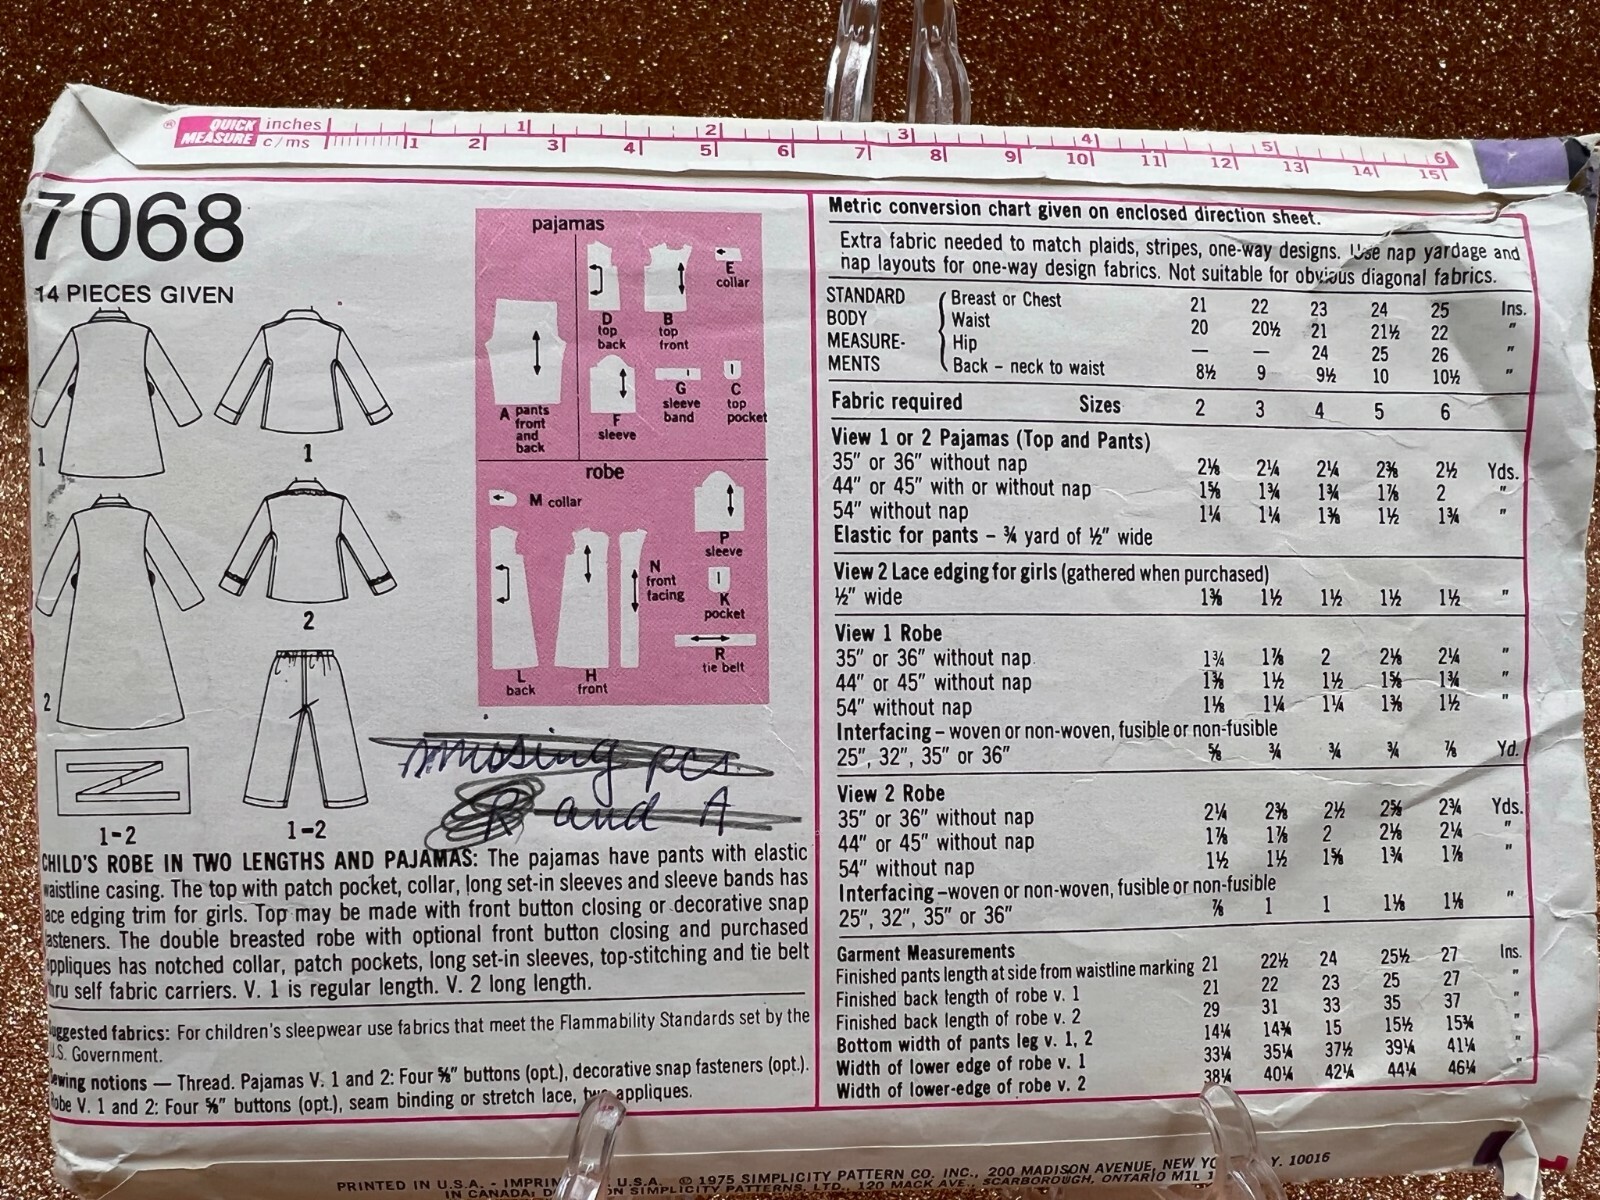 QUICK MEASURE ®
inches 1 2 3 4 5 6
c/ms 1 2 3 4 5 6 7 8 9 10 11 12 13 14 15
7068
14 PIECES GIVEN
1
1
2
2
1-2
1-2
pajamas
A pants front and back
D top back
B top front
E collar
F sleeve
G sleeve band
C top pocket
robe
M collar
P sleeve
N front facing
K pocket
R tie belt
L back
H front
missing pcs.
R and A
CHILD'S ROBE IN TWO LENGTHS AND PAJAMAS: The pajamas have pants with elastic
waistline casing. The top with patch pocket, collar, long set-in sleeves and sleeve bands has
ace edging trim for girls. Top may be made with front button closing or decorative snap
asteners. The double breasted robe with optional front button closing and purchased
ppliques has notched collar, patch pockets, long set-in sleeves, top-stitching and tie belt
hru self fabric carriers. V. 1 is regular length. V. 2 long length.
uggested fabrics: For children's sleepwear use fabrics that meet the Flammability Standards set by the
U.S. Government.
ewing notions — Thread. Pajamas V. 1 and 2: Four ⅝" buttons (opt.), decorative snap fasteners (opt.).
obe V. 1 and 2: Four ⅝" buttons (opt.), seam binding or stretch lace, two appliques.
Metric conversion chart given on enclosed direction sheet.
Extra fabric needed to match plaids, stripes, one-way designs. Use nap yardage and
nap layouts for one-way design fabrics. Not suitable for obvious diagonal fabrics.
STANDARD BODY MEASURE-MENTS
Breast or Chest 21 22 23 24 25 Ins.
Waist 20 20½ 21 21½ 22 "
Hip — — 24 25 26 "
Back – neck to waist 8½ 9 9½ 10 10½ "
Fabric required Sizes 2 3 4 5 6
View 1 or 2 Pajamas (Top and Pants)
35" or 36" without nap 2⅛ 2¼ 2¼ 2⅜ 2½ Yds.
44" or 45" with or without nap 1⅝ 1¾ 1¾ 1⅞ 2 "
54" without nap 1¼ 1¼ 1⅜ 1½ 1¾ "
Elastic for pants – ¾ yard of ½" wide
View 2 Lace edging for girls (gathered when purchased)
½" wide 1⅜ 1½ 1½ 1½ 1½ "
View 1 Robe
35" or 36" without nap 1¾ 1⅞ 2 2⅛ 2¼ "
44" or 45" without nap 1⅜ 1½ 1½ 1⅝ 1¾ "
54" without nap 1⅛ 1¼ 1¼ 1⅜ 1½ "
Interfacing – woven or non-woven, fusible or non-fusible
25", 32", 35" or 36" ⅝ ¾ ¾ ¾ ⅞ Yd.
View 2 Robe
35" or 36" without nap 2¼ 2⅜ 2½ 2⅝ 2¾ Yds.
44" or 45" without nap 1⅞ 1⅞ 2 2⅛ 2¼ "
54" without nap 1½ 1½ 1⅝ 1¾ 1⅞ "
Interfacing –woven or non-woven, fusible or non-fusible
25", 32", 35" or 36" ⅞ 1 1 1⅛ 1⅛ "
Garment Measurements
Finished pants length at side from waistline marking 21 22½ 24 25½ 27 Ins.
Finished back length of robe v. 1 21 22 23 25 27 "
Finished back length of robe v. 2 29 31 33 35 37 "
Bottom width of pants leg v. 1, 2 14¼ 14¾ 15 15½ 15¾ "
Width of lower edge of robe v. 1 33¼ 35¼ 37½ 39¼ 41¼ "
Width of lower-edge of robe v. 2 38¼ 40¼ 42¼ 44¼ 46¼ "
PRINTED IN U.S.A. - IMPRIM U.S.A. © 1975 SIMPLICITY PATTERN CO. INC., 200 MADISON AVENUE, NEW YO Y. 10016
IN CANADA, D ON SIMPLICITY PATTERNS, LTD., 120 MACK AVE., SCARBOROUGH, ONTARIO M1L 1